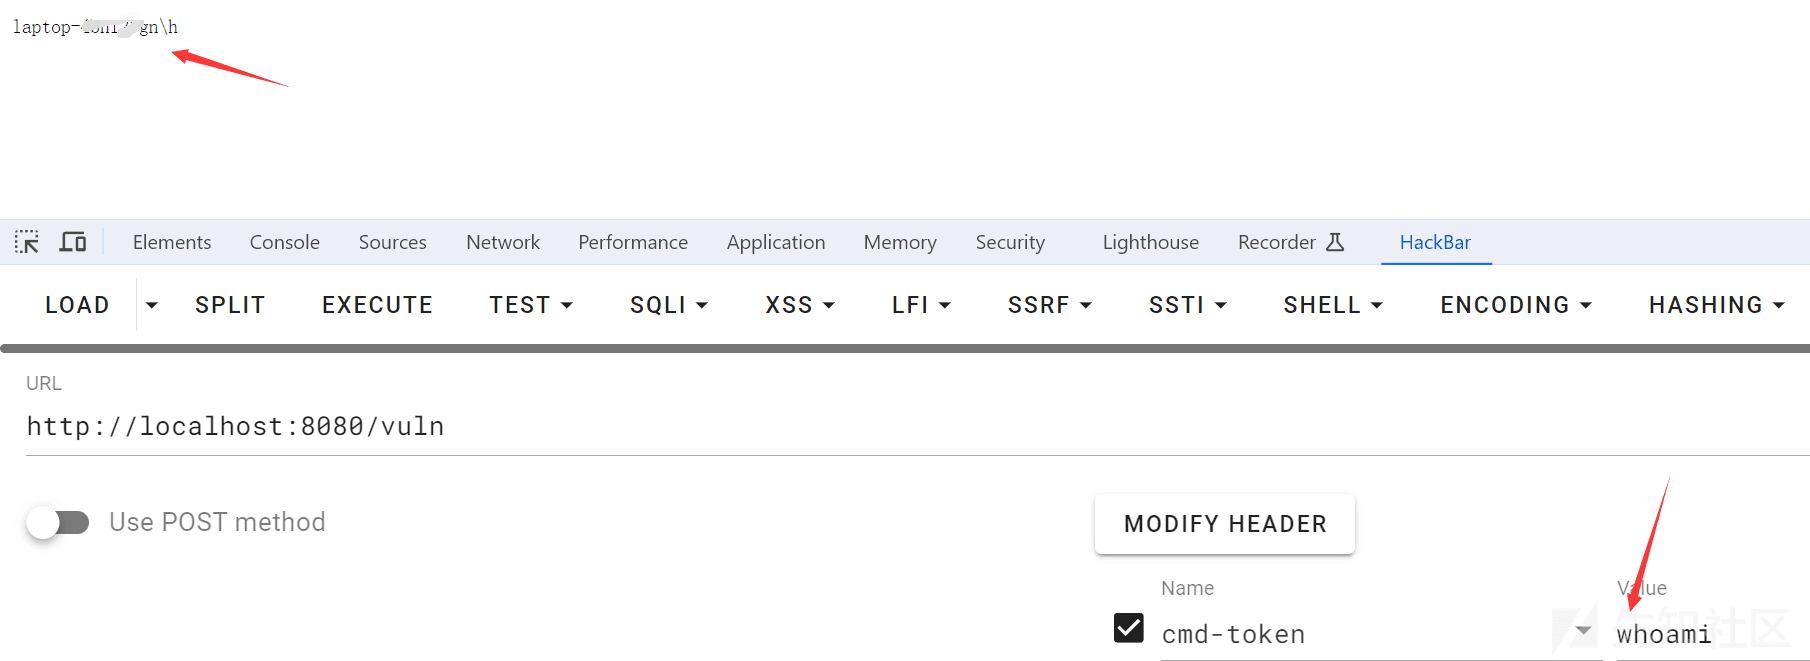 gn\h
Elements Console Sources Network Performance Application Memory Security Lighthouse Recorder HackBar
LOAD SPLIT EXECUTE TEST SQLI XSS LFI SSRF SSTI SHELL ENCODING HASHING
URL
http://localhost:8080/vuln
Use POST method
MODIFY HEADER
Name Value
cmd-token whoami
先知社区